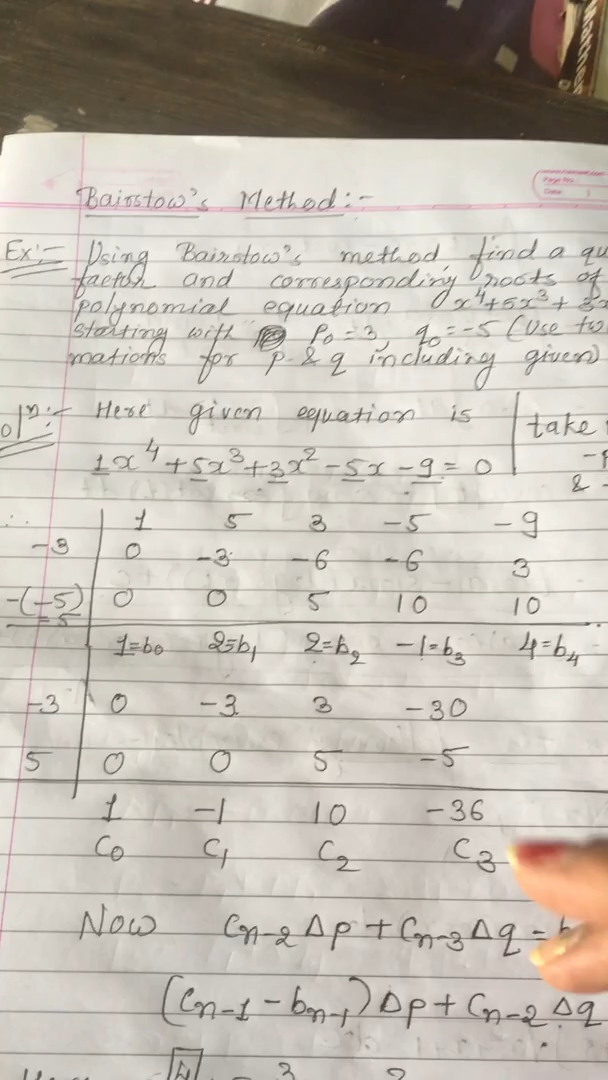 Bairstow's Method:-
Ex:- Using Bairstow's method, find a
factor and corresponding roots of
polynomial equation x⁴+5x³+
starting with p₀=3, q₀=-5 (Use
mations for p & q including given)
Here given equation is
take
1x⁴+5x³+3x²-5x-9=0
&
∴ 1 5 3 -5 -9
-3 0 -3 -6 -6 3
-(-5) 0 0 5 10 10
=5
1=b₀ 2=b₁ 2=b₂ -1=b₃ 4=b₄
-3 0 -3 3 -30
5 0 0 5 -5
1 -1 10 -36
C₀ C₁ C₂ C₃
Now Cₙ₋₂Δp + Cₙ₋₃Δq =
(Cₙ₋₁ - bₙ₋₁)Δp + Cₙ₋₂Δq